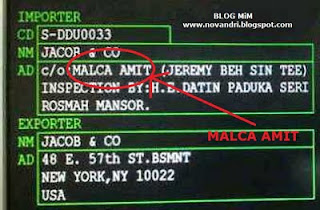 BLOG MiM
www.novandri.blogspot.com
IMPORTER
CD S-DDU0033
NM JACOB & CO
AD c/o:MALCA AMIT (JEREMY BEH SIN TEE)
INSPECTION BY:H.E.DATIN PADUKA SERI
ROSMAH MANSOR.
MALCA AMIT
EXPORTER
NM JACOB & CO
AD 48 E. 57th ST.BSMNT
NEW YORK,NY 10022
USA